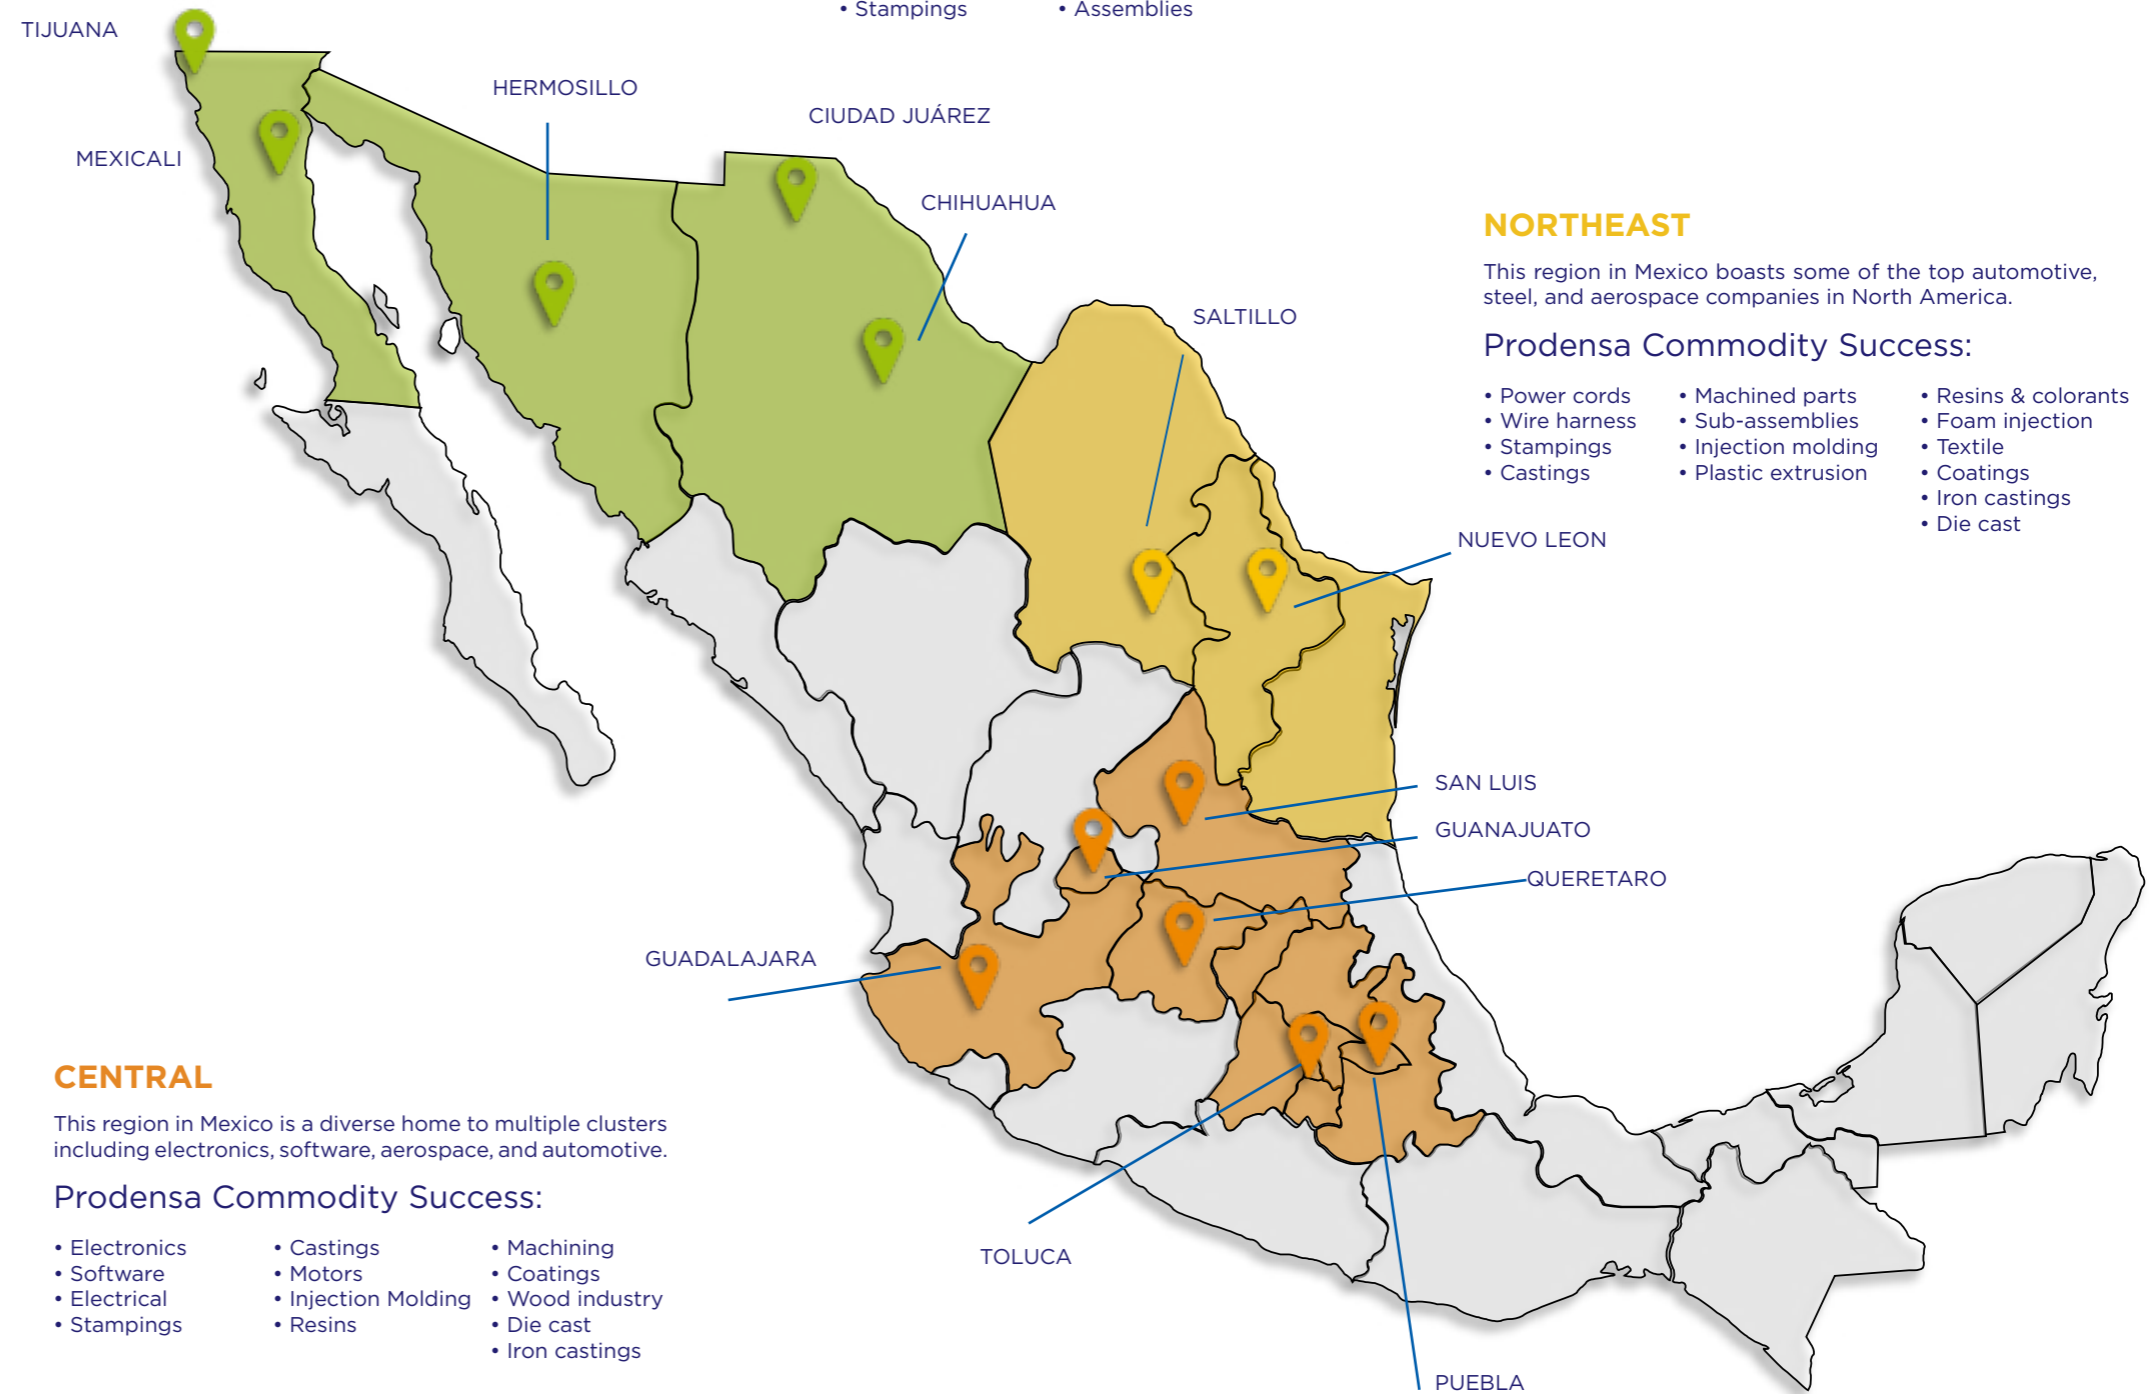 • Stampings
• Assemblies
TIJUANA
HERMOSILLO
CIUDAD JUÁREZ
MEXICALI
CHIHUAHUA
SALTILLO
NORTHEAST
This region in Mexico boasts some of the top automotive,
steel, and aerospace companies in North America.
Prodensa Commodity Success:
• Power cords
• Wire harness
• Stampings
• Castings
• Machined parts
• Sub-assemblies
• Injection molding
• Plastic extrusion
• Resins & colorants
• Foam injection
• Textile
• Coatings
• Iron castings
• Die cast
NUEVO LEON
SAN LUIS
GUANAJUATO
QUERETARO
GUADALAJARA
CENTRAL
This region in Mexico is a diverse home to multiple clusters
including electronics, software, aerospace, and automotive.
Prodensa Commodity Success:
• Electronics
• Software
• Electrical
• Stampings
• Castings
• Motors
• Injection Molding
• Resins
• Machining
• Coatings
• Wood industry
• Die cast
• Iron castings
TOLUCA
PUEBLA